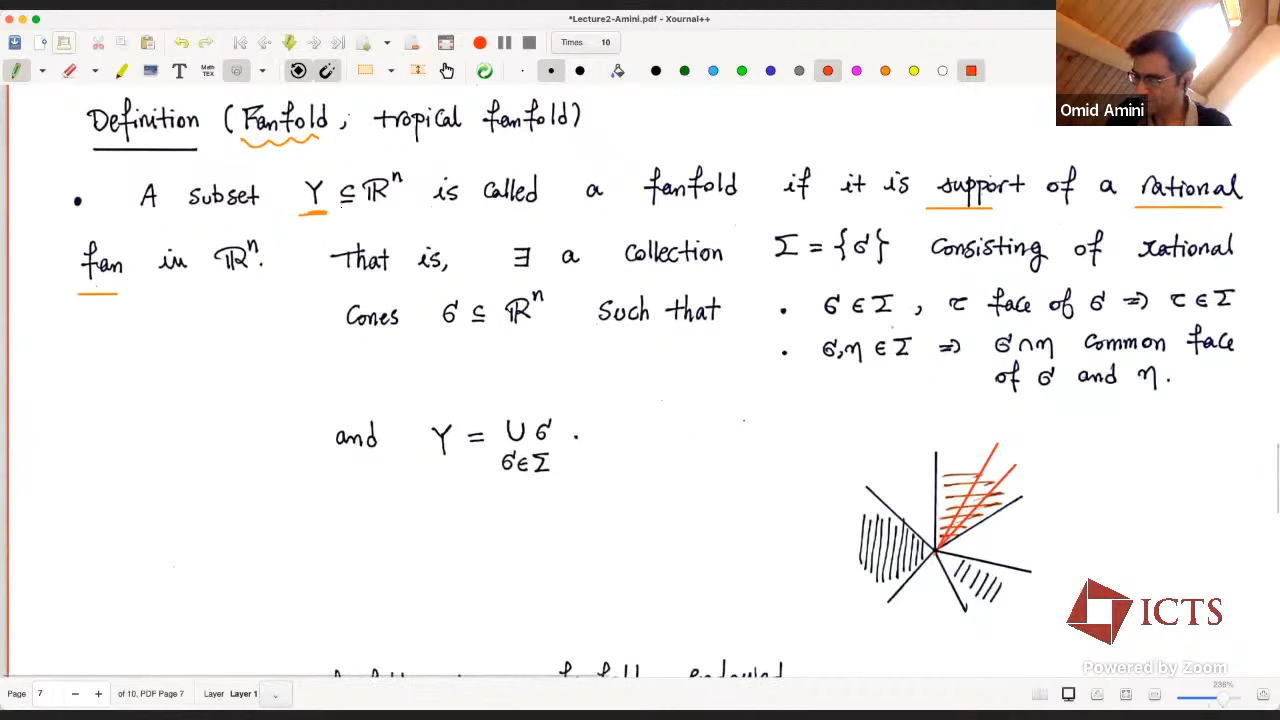 *Lecture2-Amini.pdf - Xournal++
Times 10
Omid Amini
Definition (Fanfold, tropical fanfold)
• A subset Y ⊆ ℝⁿ is called a fanfold if it is support of a rational
fan in ℝⁿ. That is, ∃ a collection Σ = {σ} consisting of rational
Cones σ ⊆ ℝⁿ Such that • σ ∈ Σ, τ face of σ ⇒ τ ∈ Σ
• σ,η ∈ Σ ⇒ σ∩η common face
of σ and η.
and Y = ∪ σ .
σ∈Σ
ICTS
Powered by Zoom
Page 7 of 10, PDF Page 7 Layer Layer 1
236%